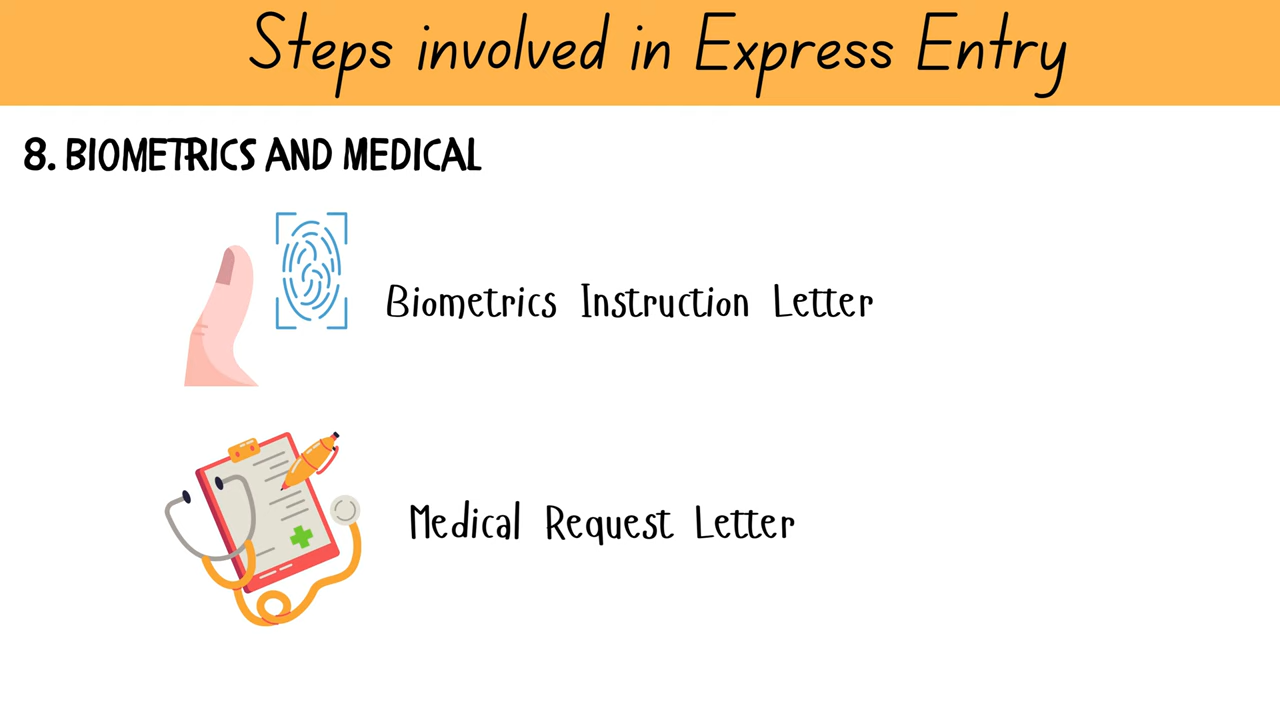 Steps involved in Express Entry
8. BIOMETRICS AND MEDICAL
Biometrics Instruction Letter
Medical Request Letter